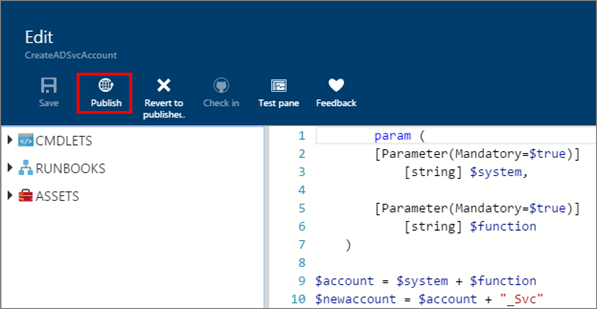 Edit
CreateADSvcAccount
Save
Publish
Revert to
publishe..
Check in
Test pane
Feedback
CMDLETS
RUNBOOKS
ASSETS
1 param (
2 [Parameter(Mandatory=$true)]
3 [string] $system,
4
5 [Parameter(Mandatory=$true)]
6 [string] $function
7 )
8
9 $account = $system + $function
10 $newaccount = $account + "_Svc"